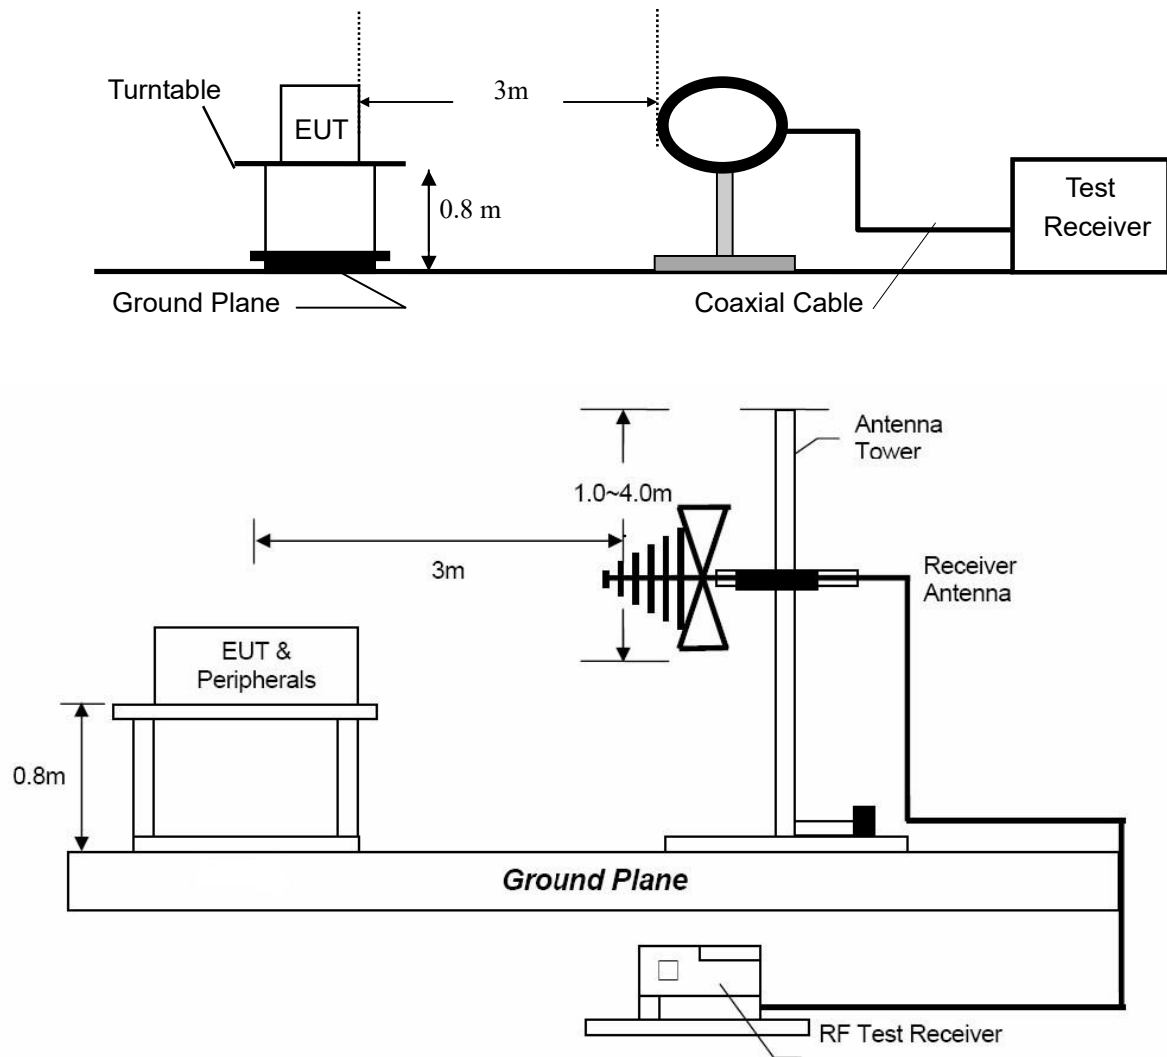 Turntable
EUT
3m
0.8 m
Test
Receiver
Ground Plane
Coaxial Cable
Antenna
Tower
1.0~4.0m
3m
Receiver
Antenna
EUT &
Peripherals
0.8m
Ground Plane
RF Test Receiver